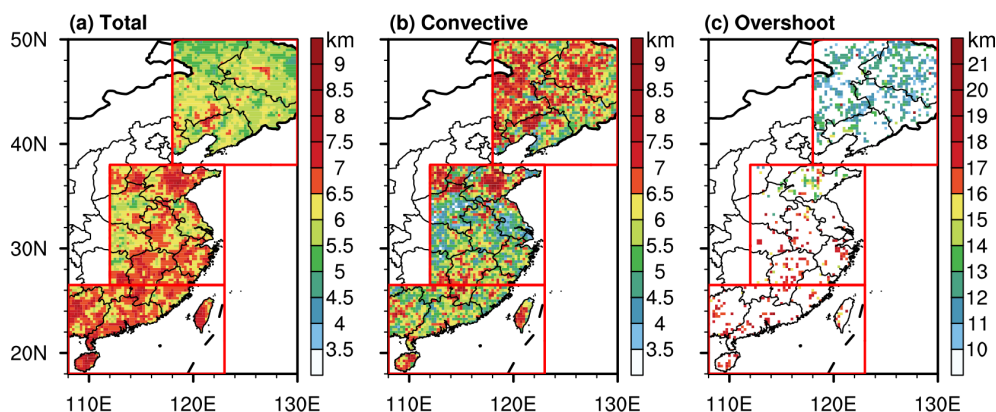 (a) Total
(b) Convective
(c) Overshoot
50N
40N
30N
20N
110E
120E
130E
km
9
8.5
8
7.5
7
6.5
6
5.5
5
4.5
4
3.5
110E
120E
130E
km
9
8.5
8
7.5
7
6.5
6
5.5
5
4.5
4
3.5
110E
120E
130E
km
21
20
19
18
17
16
15
14
13
12
11
10